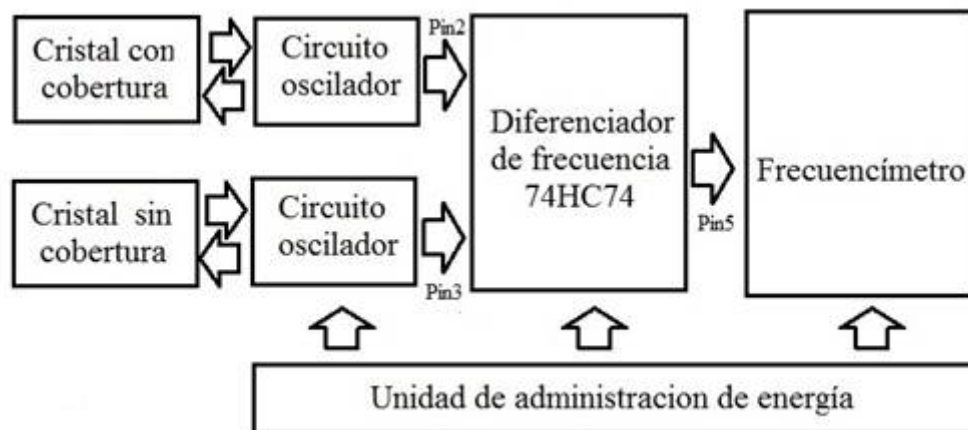 Cristal con
cobertura
Circuito
oscilador
Pin2
Diferenciador
de frecuencia
74HC74
Pin5
Frecuencímetro
Cristal sin
cobertura
Circuito
oscilador
Pin3
Unidad de administracion de energía